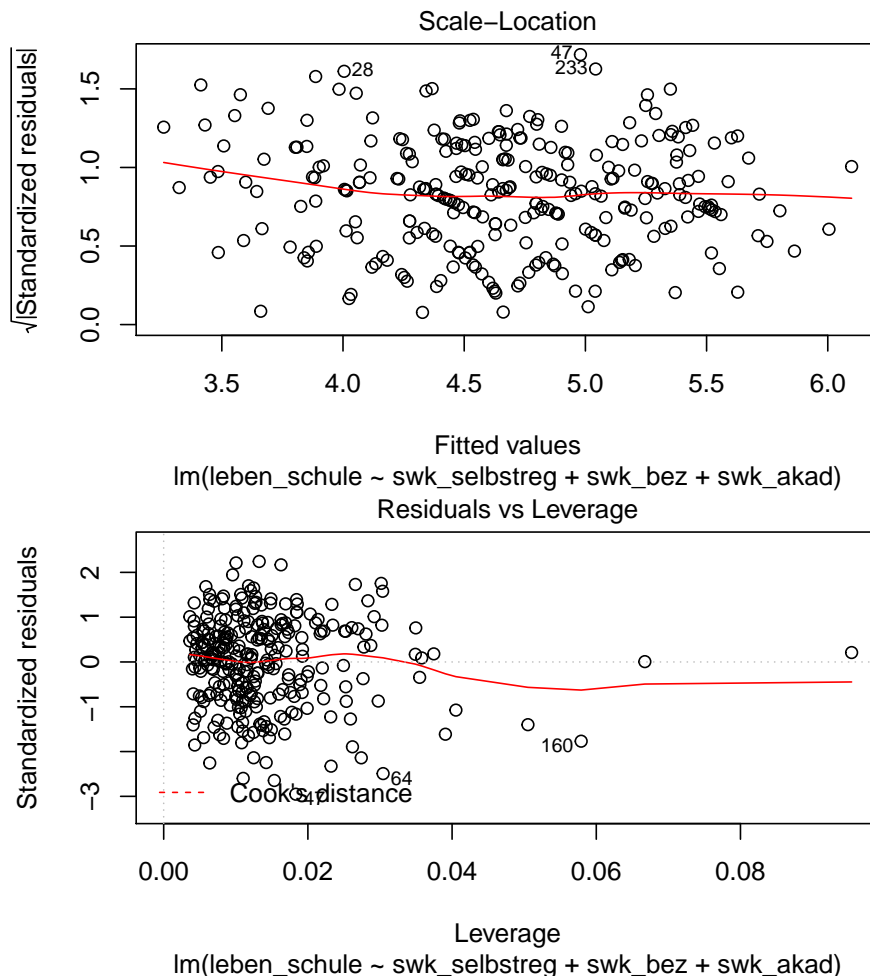 Scale−Location
√|Standardized residuals|
47
28
233
0.0 0.5 1.0 1.5
3.5 4.0 4.5 5.0 5.5 6.0
Fitted values
lm(leben_schule ~ swk_selbstreg + swk_bez + swk_akad)
Residuals vs Leverage
Standardized residuals
−3 −1 0 1 2
160
64
47
Cook's distance
0.00 0.02 0.04 0.06 0.08
Leverage
lm(leben_schule ~ swk_selbstreg + swk_bez + swk_akad)